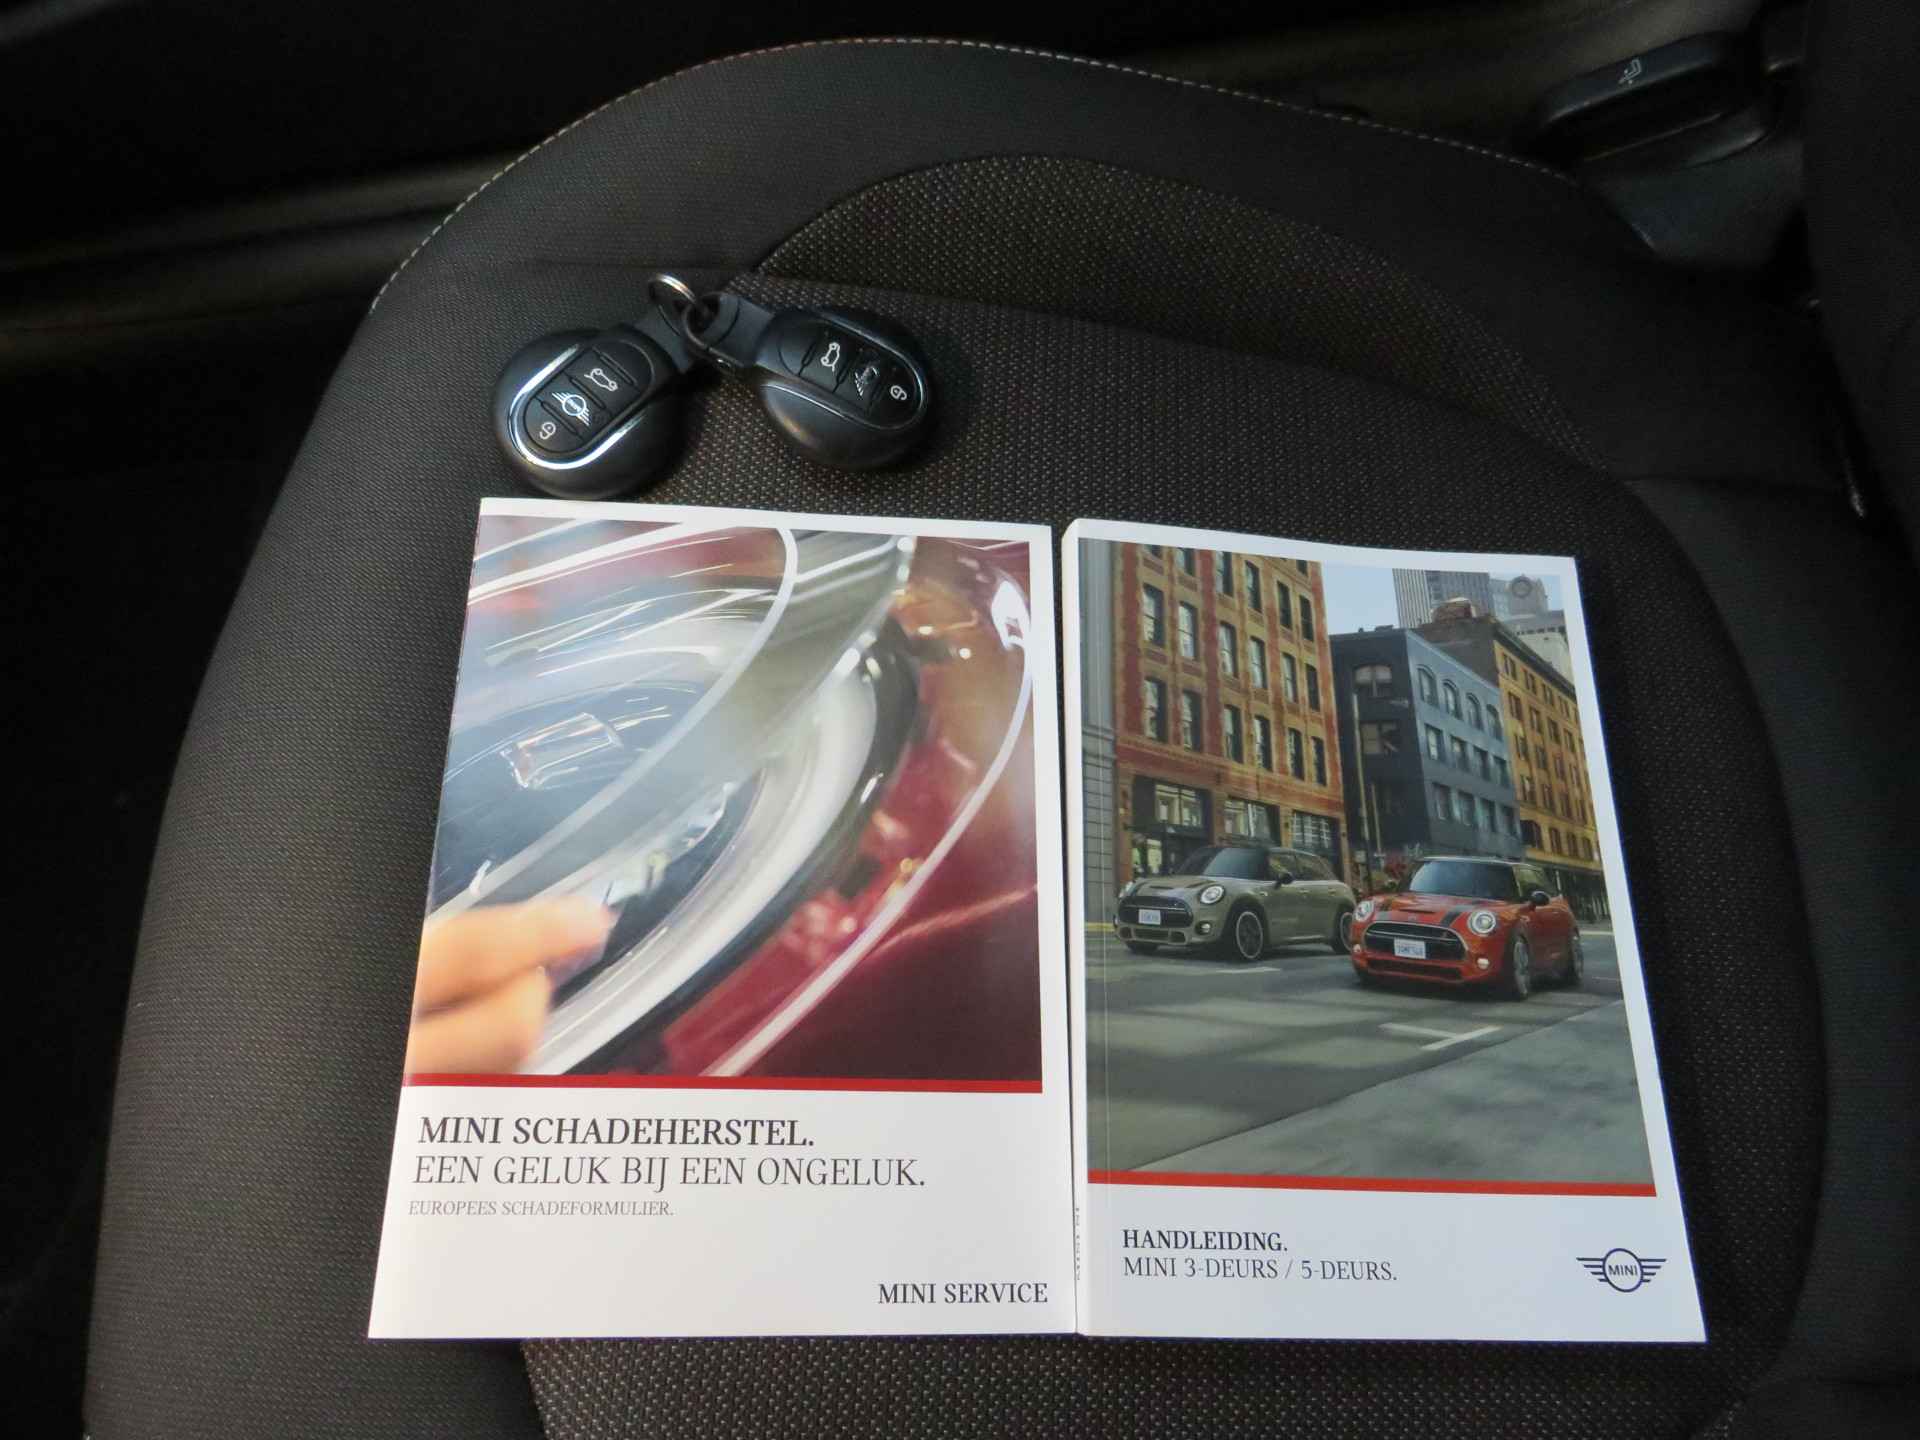 MINI SCHADEHERSTEL.
EEN GELUK BIJ EEN ONGELUK.
EUROPEES SCHADEFORMULIER.
MINI SERVICE
HANDLEIDING.
MINI 3-DEURS / 5-DEURS.
MINI